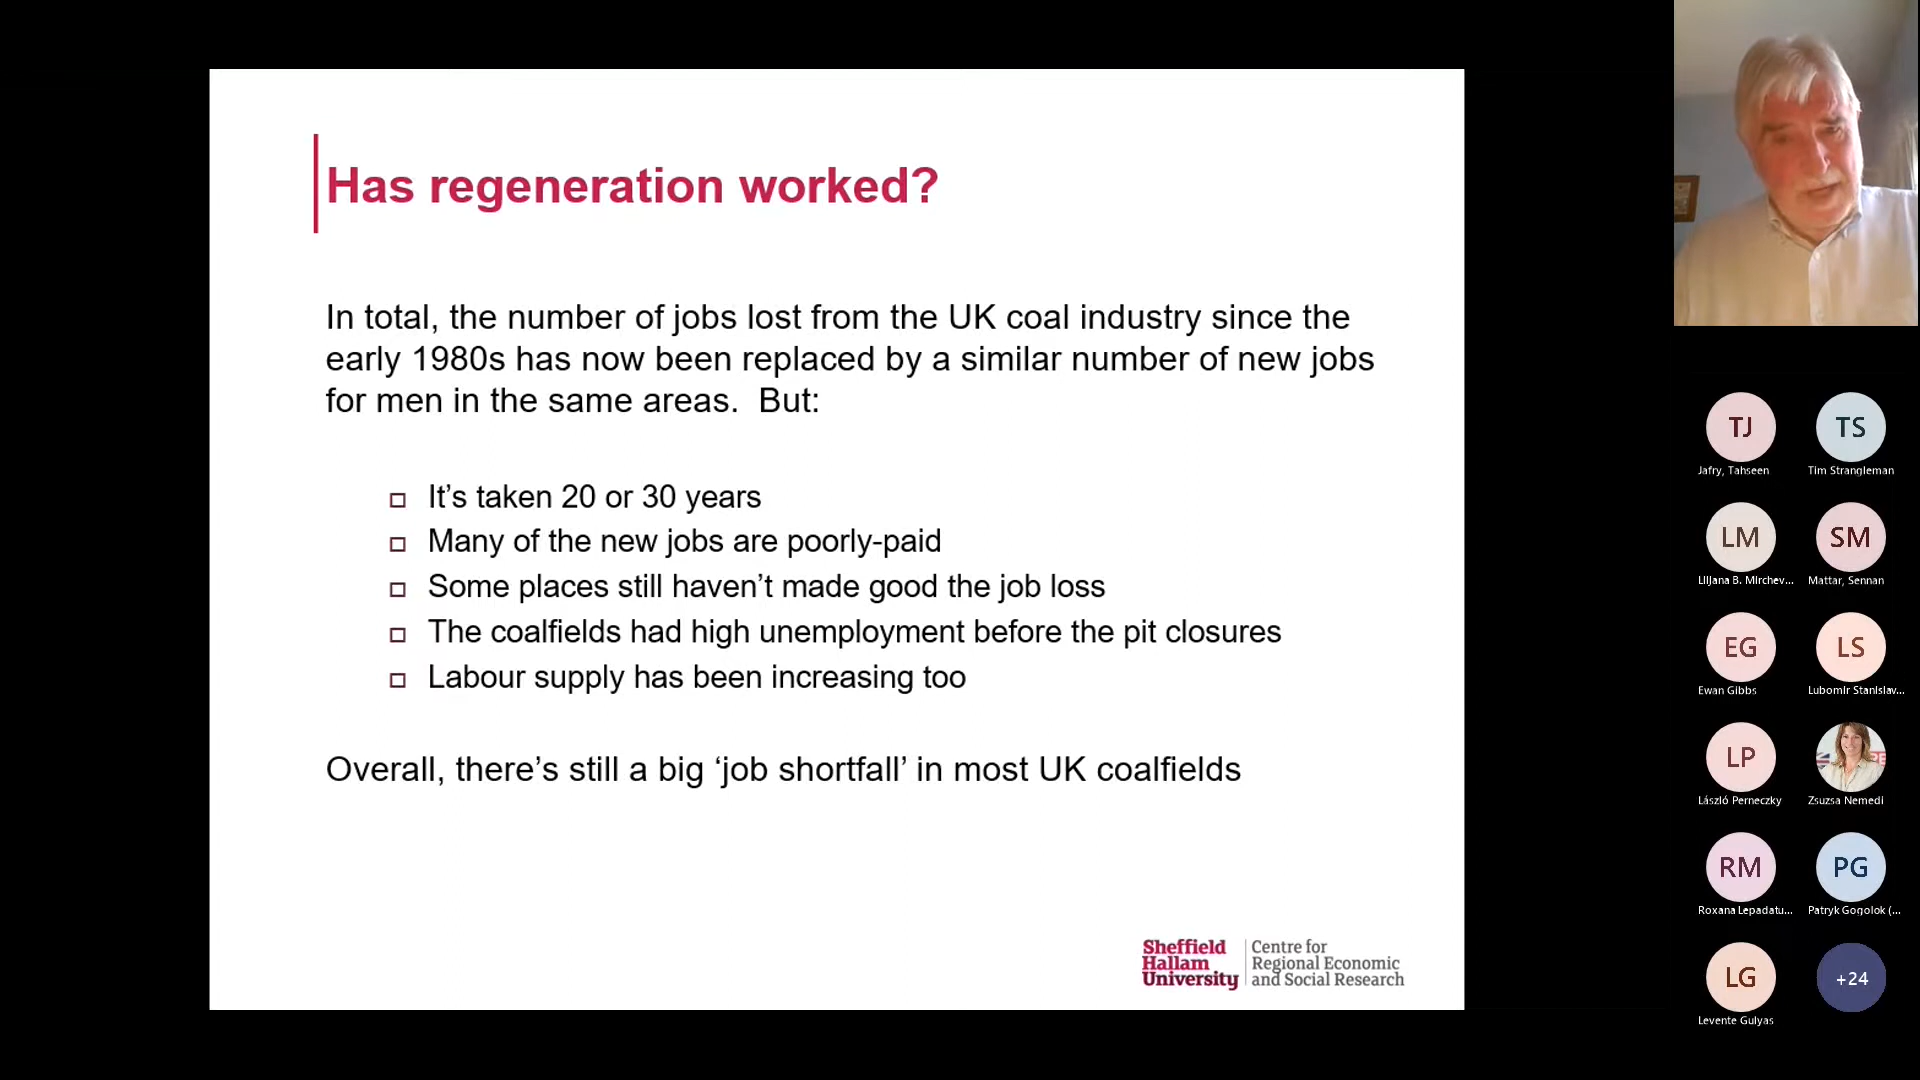 Has regeneration worked?
In total, the number of jobs lost from the UK coal industry since the
early 1980s has now been replaced by a similar number of new jobs
for men in the same areas.  But:
It’s taken 20 or 30 years
Many of the new jobs are poorly-paid
Some places still haven’t made good the job loss
The coalfields had high unemployment before the pit closures
Labour supply has been increasing too
Overall, there’s still a big ‘job shortfall’ in most UK coalfields
Sheffield
Hallam
University
Centre for
Regional Economic
and Social Research
TJ
Jafry, Tahseen
TS
Tim Strangleman
LM
Liljana B. Mirchev...
SM
Mattar, Sennan
EG
Ewan Gibbs
LS
Lubomir Stanislav...
LP
László Perneczky
Zsuzsa Nemedi
RM
Roxana Lepadatu...
PG
Patryk Gogolok (...
LG
Levente Gulyas
+24